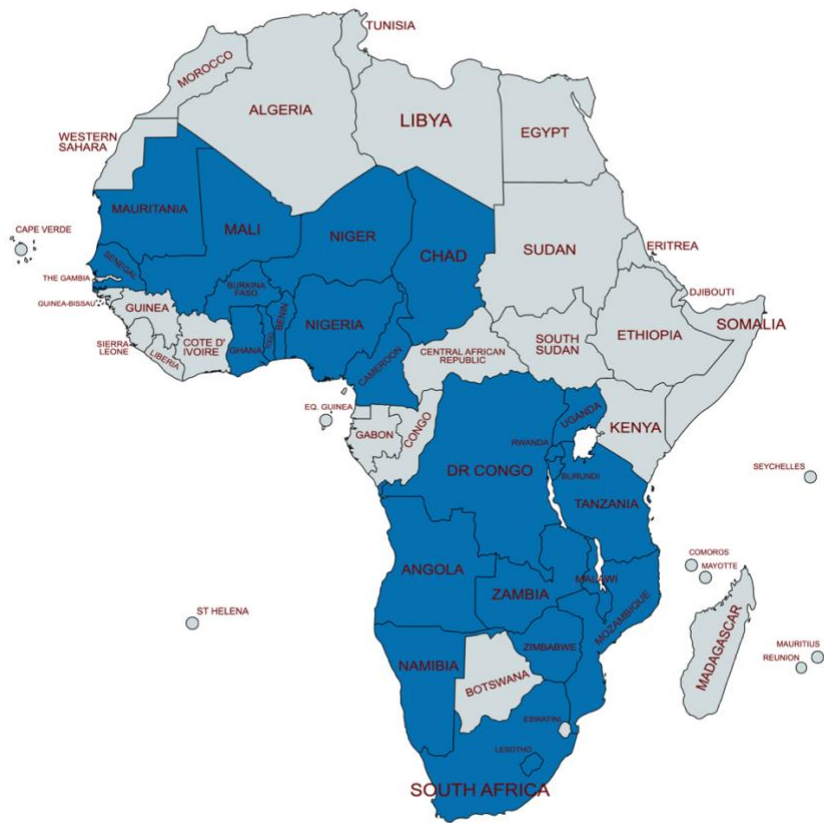 TUNISIA
MOROCCO
ALGERIA
LIBYA
EGYPT
WESTERN
SAHARA
MAURITANIA
MALI
NIGER
CHAD
SUDAN
ERITREA
CAPE VERDE
SENEGAL
THE GAMBIA
GUINEA-BISSAU
GUINEA
BURKINA
FASO
BENIN
TOGO
NIGERIA
DJIBOUTI
SOMALIA
ETHIOPIA
SOUTH
SUDAN
CENTRAL AFRICAN
REPUBLIC
SIERRA
LEONE
LIBERIA
COTE D'
IVOIRE
GHANA
CAMEROON
EQ. GUINEA
GABON
CONGO
UGANDA
KENYA
RWANDA
DR CONGO
BURUNDI
TANZANIA
SEYCHELLES
COMOROS
MAYOTTE
ANGOLA
ZAMBIA
MALAWI
MOZAMBIQUE
ST HELENA
ZIMBABWE
NAMIBIA
BOTSWANA
MADAGASCAR
MAURITIUS
REUNION
ESWATINI
LESOTHO
SOUTH AFRICA